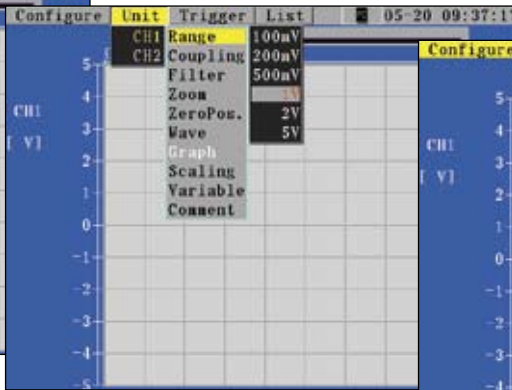 Configure Unit Trigger List 05-20 09:37:1
CH1 Range 100mV
CH2 Coupling 200mV
Filter 500mV
Zoom 1V
ZeroPos. 2V
Wave 5V
Graph
Scaling
Variable
Comment
CH1
[ V]
5
4
3
2
1
0
-1
-2
-3
-4
-5
Configure
CH1
[ V]
5
4
3
2
1
0
-1
-2
-3
-4